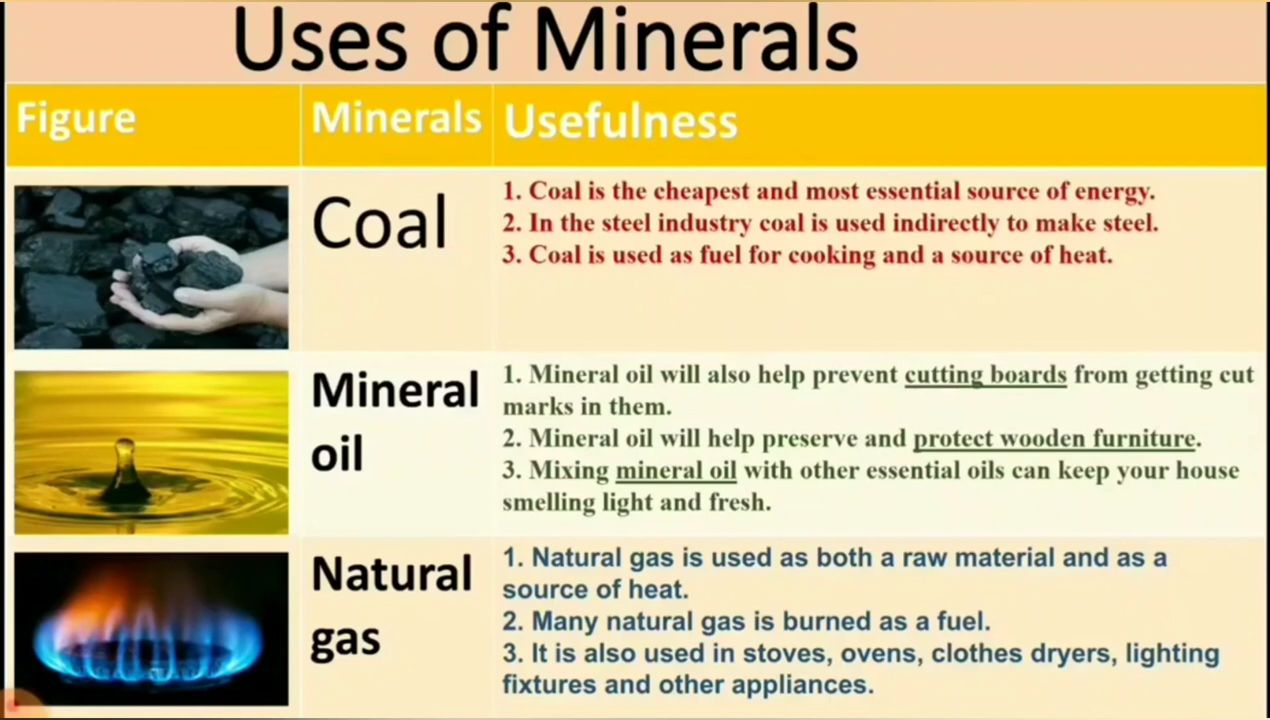 Uses of Minerals
Figure
Minerals
Usefulness
Coal
1. Coal is the cheapest and most essential source of energy.
2. In the steel industry coal is used indirectly to make steel.
3. Coal is used as fuel for cooking and a source of heat.
Mineral
oil
1. Mineral oil will also help prevent cutting boards from getting cut
marks in them.
2. Mineral oil will help preserve and protect wooden furniture.
3. Mixing mineral oil with other essential oils can keep your house
smelling light and fresh.
Natural
gas
1. Natural gas is used as both a raw material and as a
source of heat.
2. Many natural gas is burned as a fuel.
3. It is also used in stoves, ovens, clothes dryers, lighting
fixtures and other appliances.